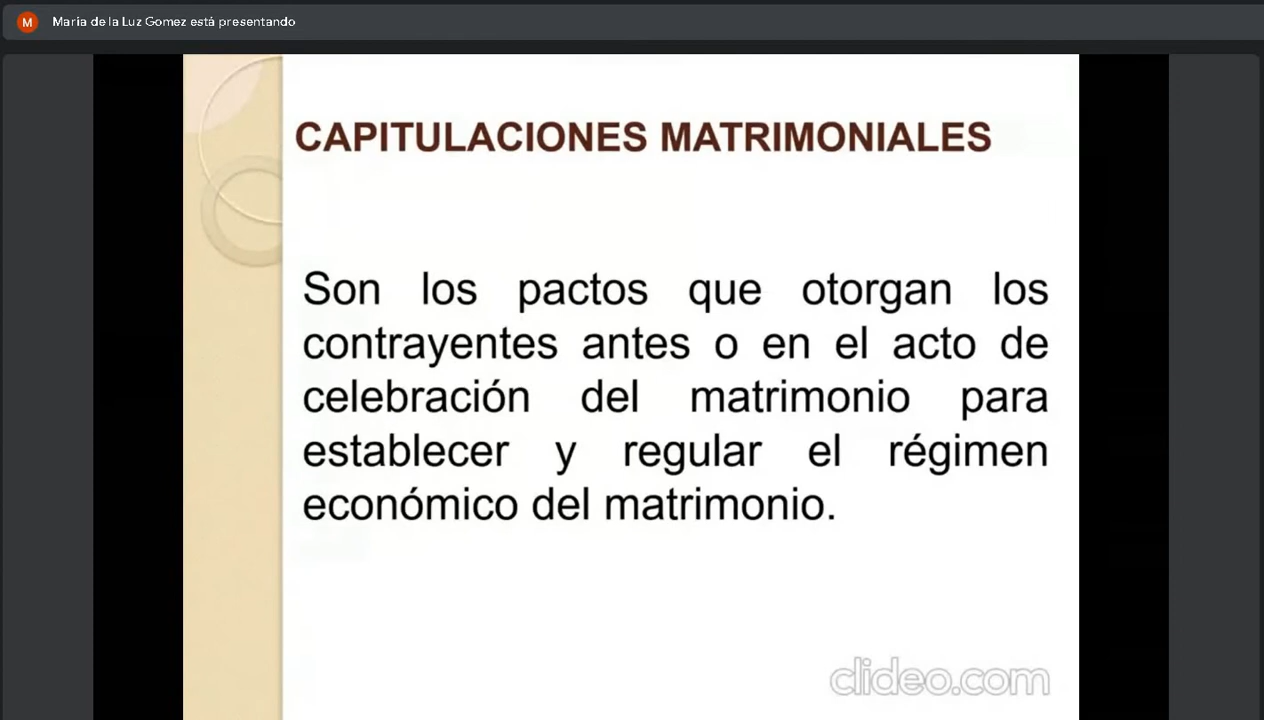 M
María de la Luz Gomez está presentando
CAPITULACIONES MATRIMONIALES
Son los pactos que otorgan los
contrayentes antes o en el acto de
celebración del matrimonio para
establecer y regular el régimen
económico del matrimonio.
clideo.com